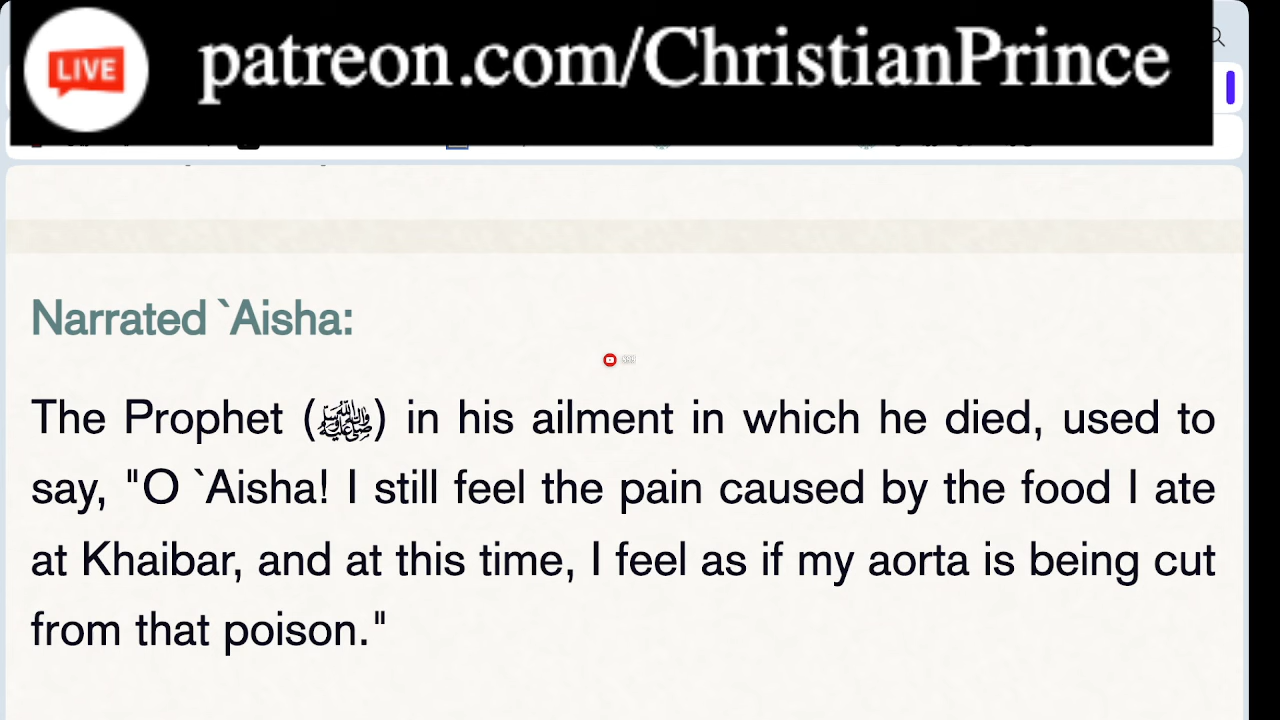 LIVE
patreon.com/ChristianPrince
Narrated `Aisha:
The Prophet (ﷺ) in his ailment in which he died, used to
say, "O `Aisha! I still feel the pain caused by the food I ate
at Khaibar, and at this time, I feel as if my aorta is being cut
from that poison."